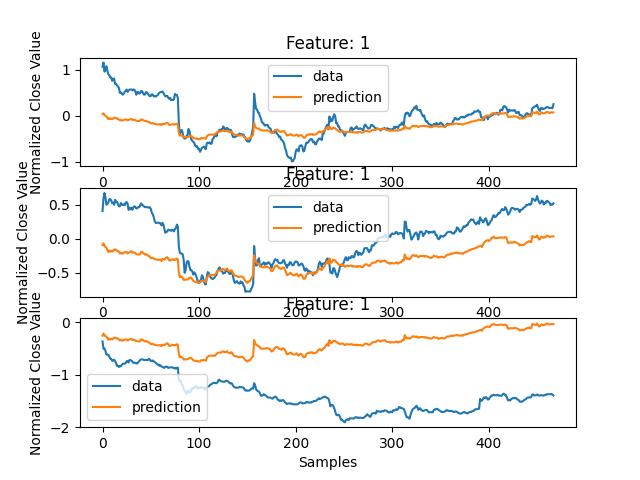 Feature: 1
Normalized Close Value
1
0
−1
data
prediction
0
100
200
300
400
Feature: 1
Normalized Close Value
0.5
0.0
−0.5
data
prediction
0
100
200
300
400
Feature: 1
Normalized Close Value
0
−1
−2
data
prediction
0
100
200
300
400
Samples